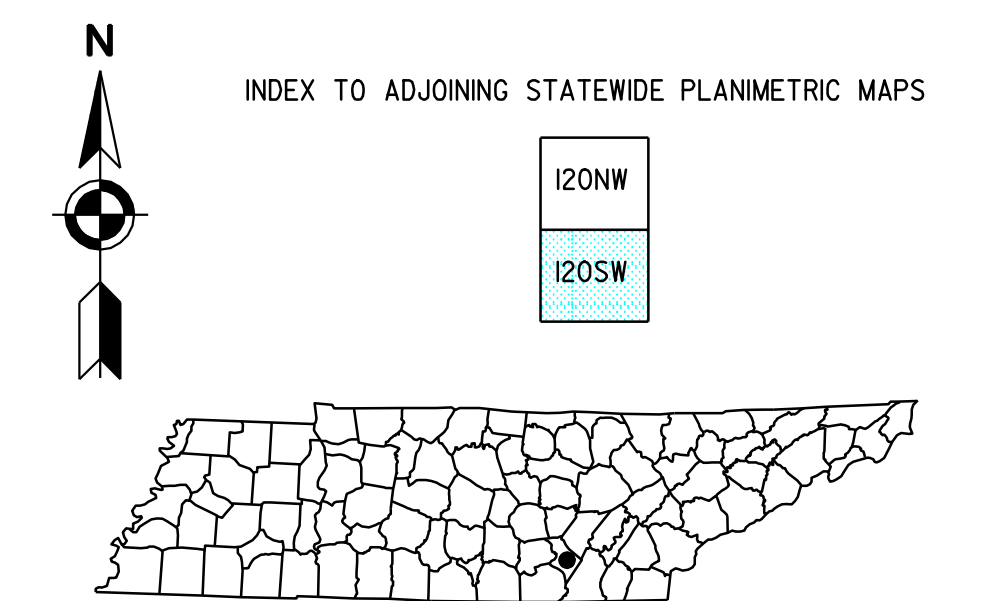 N
INDEX TO ADJOINING STATEWIDE PLANIMETRIC MAPS
120NW
120SW